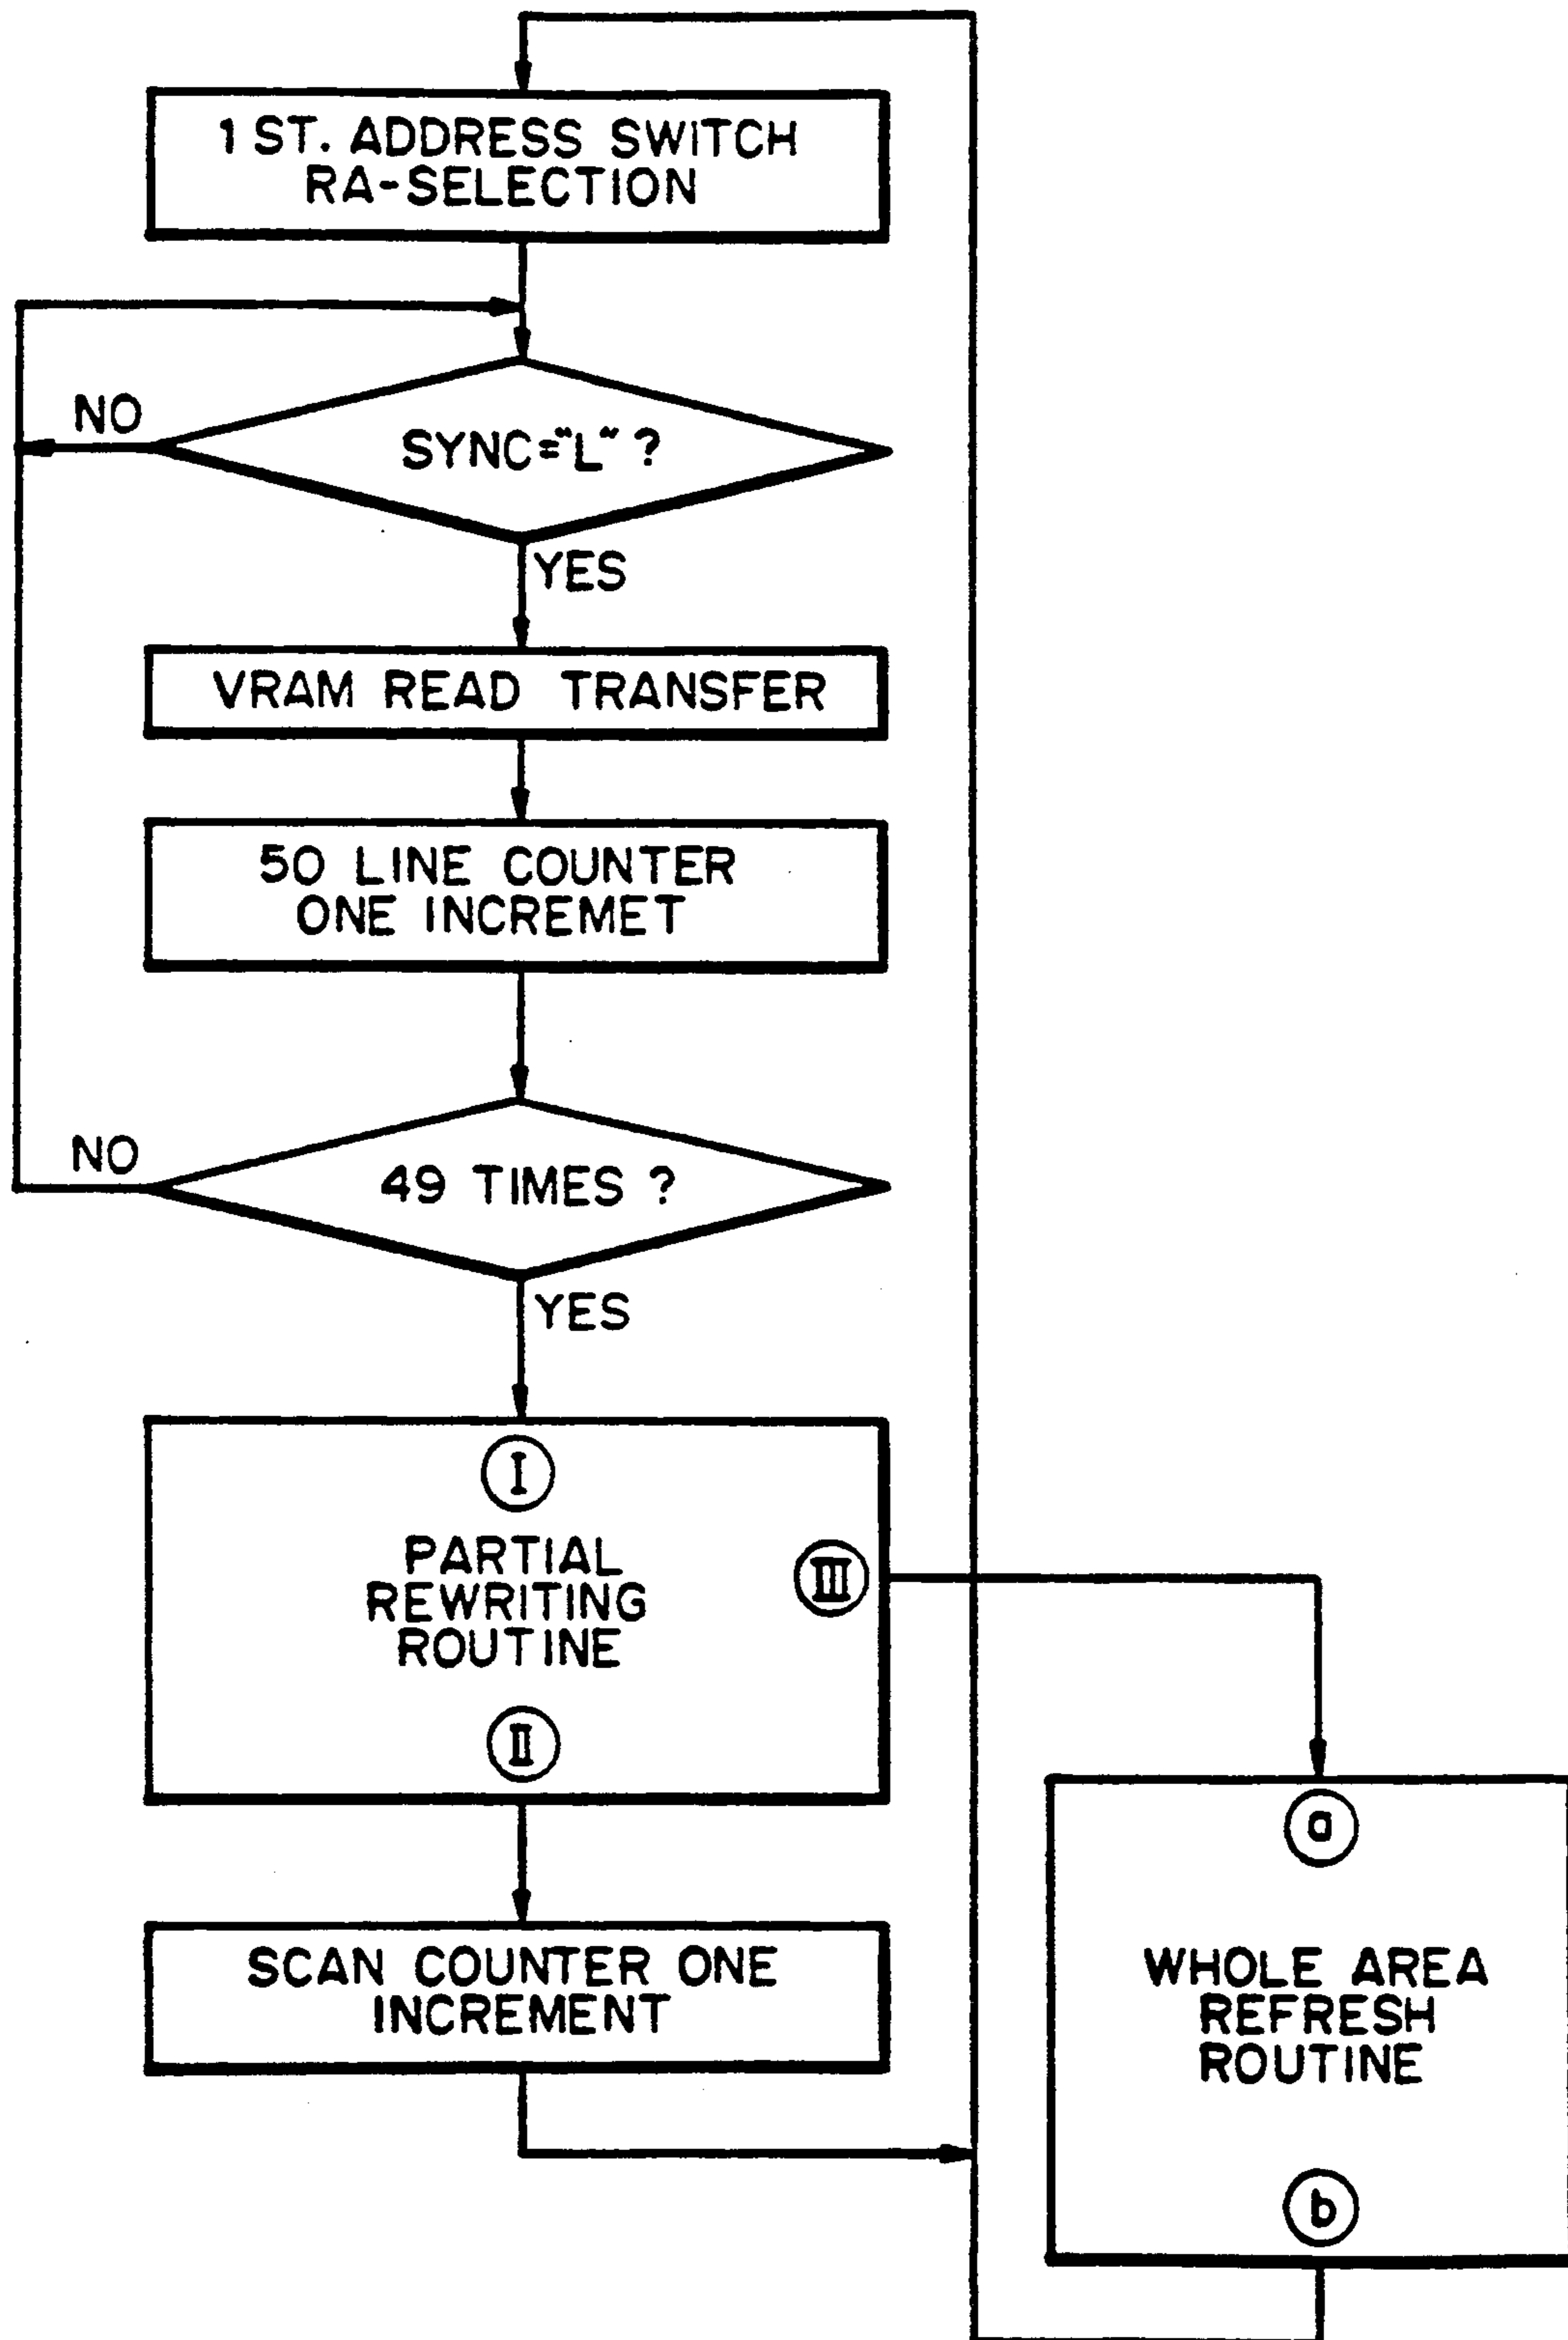 1 ST. ADDRESS SWITCH
RA-SELECTION
NO
SYNC="L" ?
YES
VRAM READ TRANSFER
50 LINE COUNTER
ONE INCREMET
NO
49 TIMES ?
YES
I
PARTIAL
REWRITING
ROUTINE
III
II
SCAN COUNTER ONE
INCREMENT
a
WHOLE AREA
REFRESH
ROUTINE
b